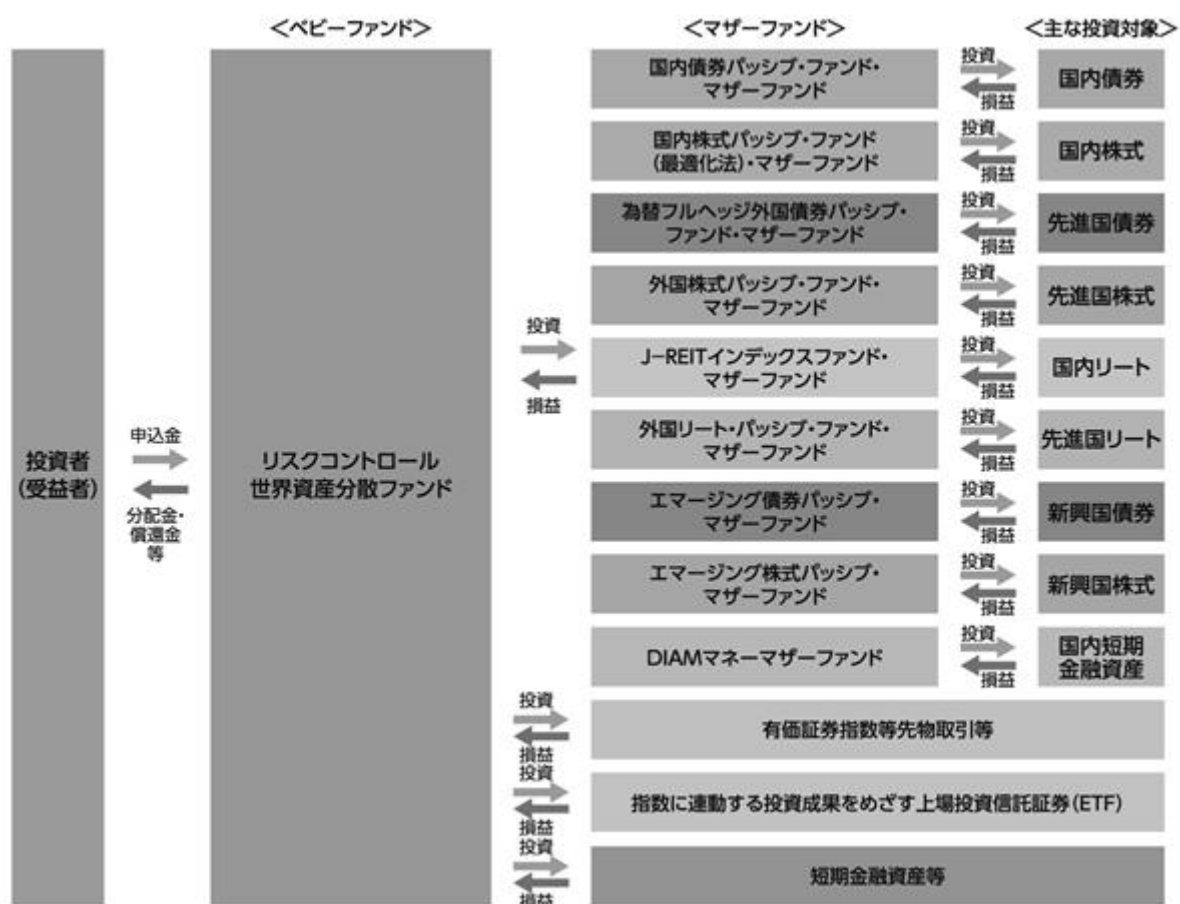 ＜ベビーファンド＞
＜マザーファンド＞
＜主な投資対象＞
投資者
(受益者)
申込金
分配金・
償還金
等
リスクコントロール
世界資産分散ファンド
投資
損益
国内債券パッシブ・ファンド・
マザーファンド
投資
損益
国内債券
国内株式パッシブ・ファンド
(最適化法)・マザーファンド
投資
損益
国内株式
為替フルヘッジ外国債券パッシブ・
ファンド・マザーファンド
投資
損益
先進国債券
外国株式パッシブ・ファンド・
マザーファンド
投資
損益
先進国株式
J−REITインデックスファンド・
マザーファンド
投資
損益
国内リート
外国リート・パッシブ・ファンド・
マザーファンド
投資
損益
先進国リート
エマージング債券パッシブ・
マザーファンド
投資
損益
新興国債券
エマージング株式パッシブ・
マザーファンド
投資
損益
新興国株式
DIAMマネーマザーファンド
投資
損益
国内短期
金融資産
投資
損益
有価証券指数等先物取引等
投資
損益
指数に連動する投資成果をめざす上場投資信託証券(ETF)
投資
損益
短期金融資産等